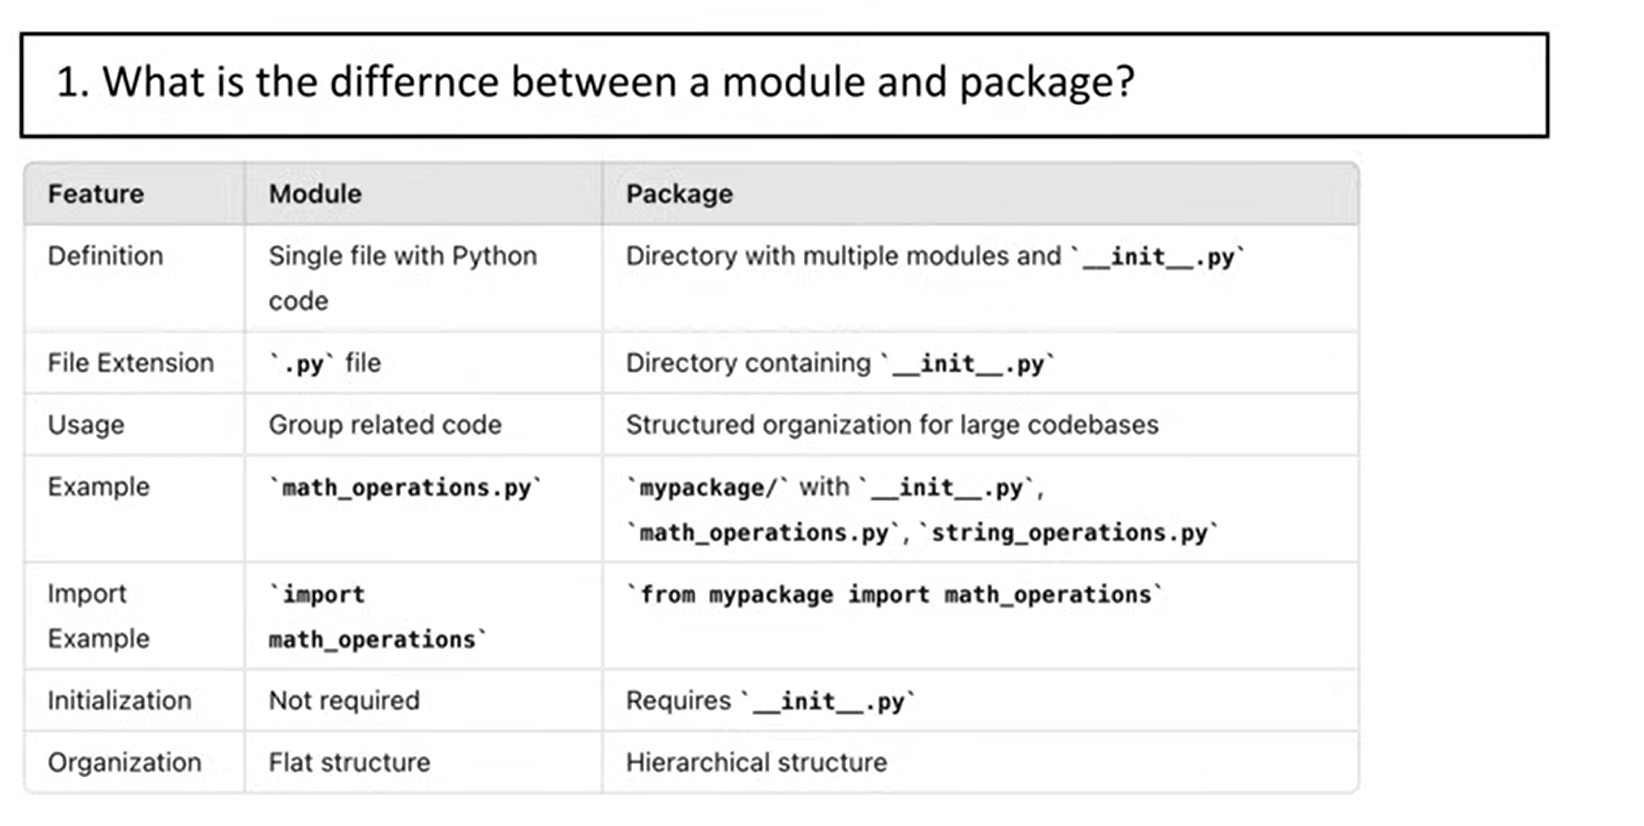 1. What is the differnce between a module and package?
Feature Module Package
Definition Single file with Python code Directory with multiple modules and `__init__.py`
File Extension `.py` file Directory containing `__init__.py`
Usage Group related code Structured organization for large codebases
Example `math_operations.py` `mypackage/` with `__init__.py`, `math_operations.py`, `string_operations.py`
Import Example `import math_operations` `from mypackage import math_operations`
Initialization Not required Requires `__init__.py`
Organization Flat structure Hierarchical structure